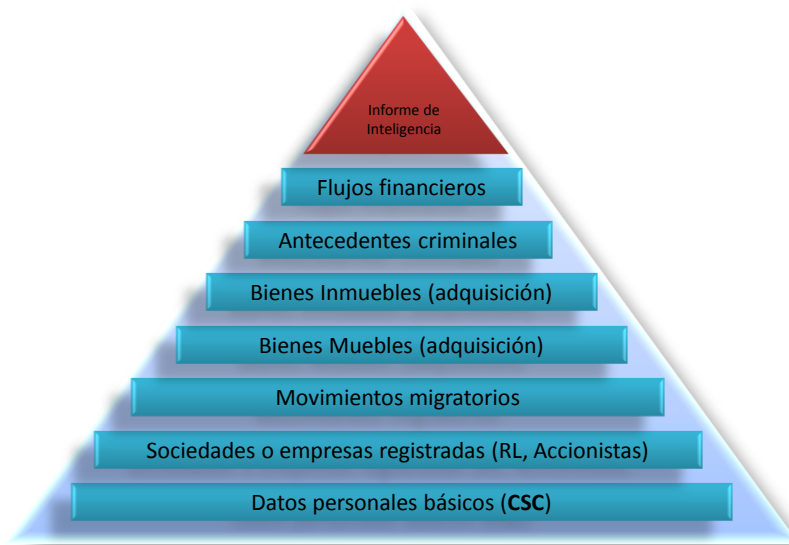 Informe de
Inteligencia
Flujos financieros
Antecedentes criminales
Bienes Inmuebles (adquisición)
Bienes Muebles (adquisición)
Movimientos migratorios
Sociedades o empresas registradas (RL, Accionistas)
Datos personales básicos (CSC)